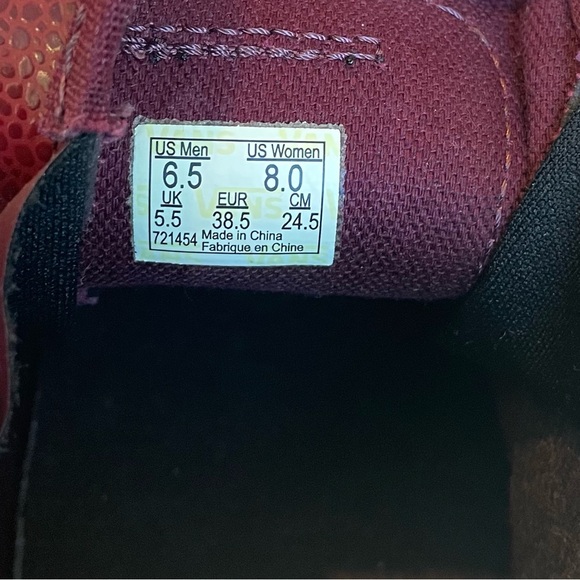 US Men US Women
6.5 8.0
UK EUR CM
5.5 38.5 24.5
721454 Made in China
Fabrique en Chine
VANS